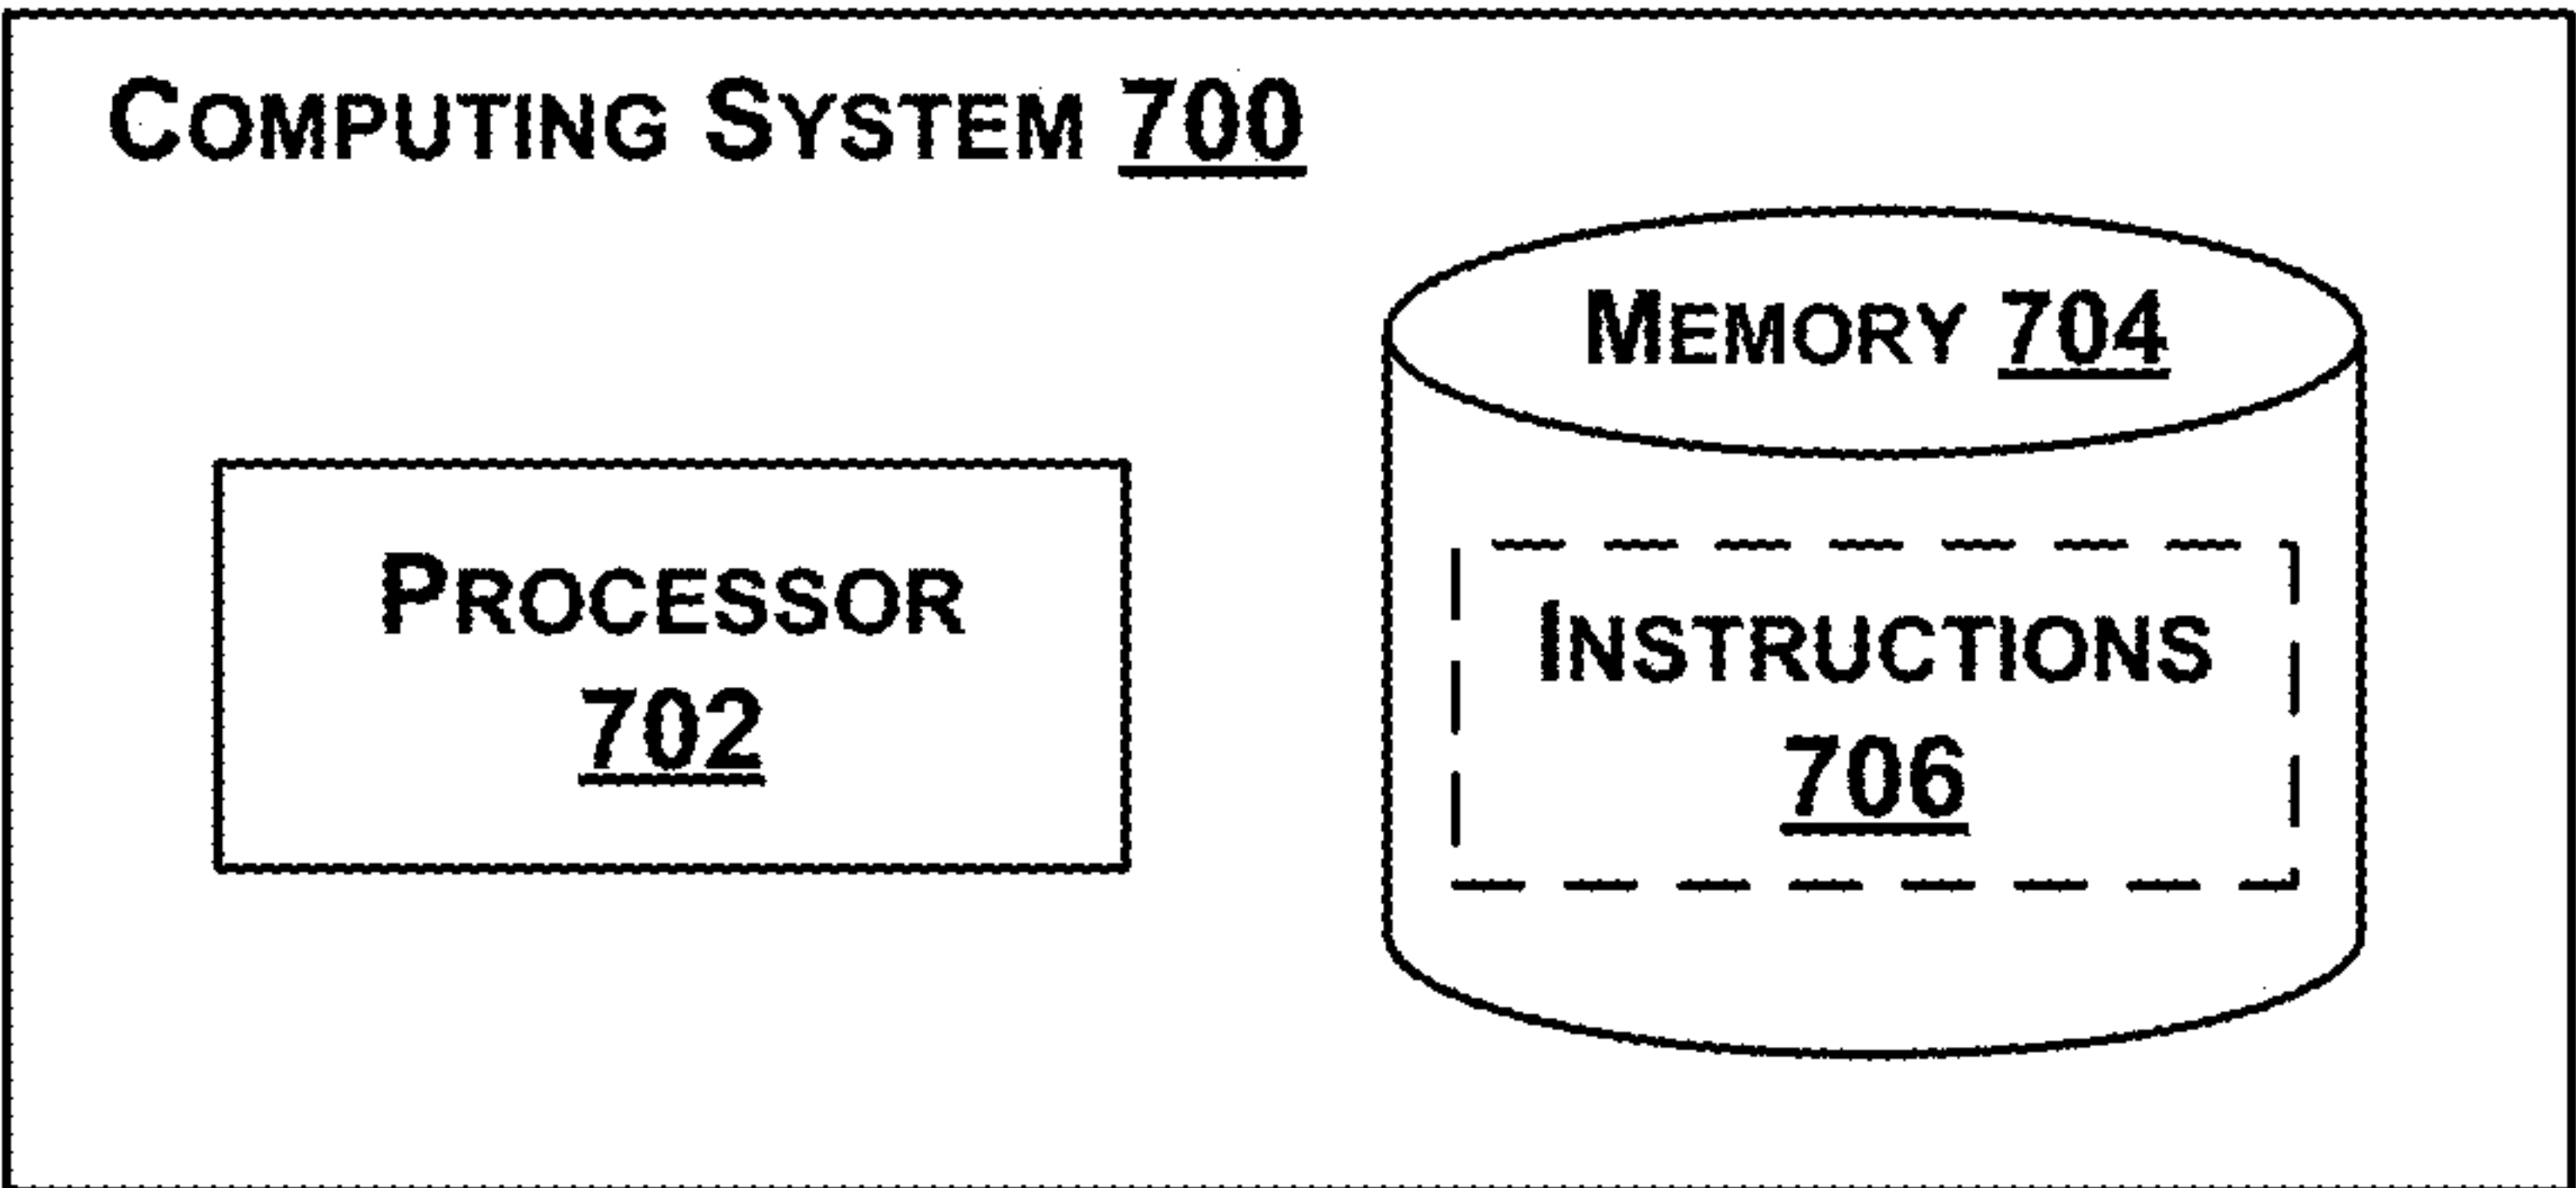 COMPUTING SYSTEM 700
MEMORY 704
PROCESSOR
702
INSTRUCTIONS
706